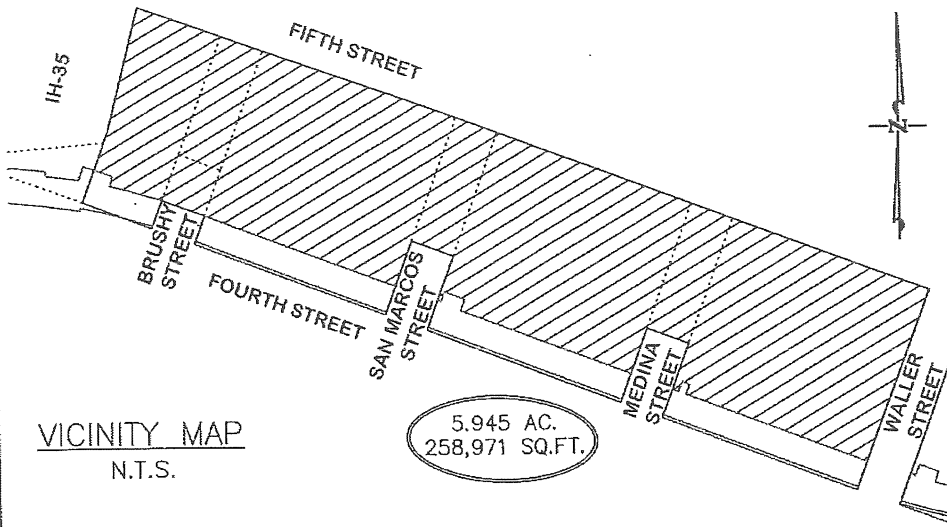 FIFTH STREET
IH-35
N
BRUSHY
STREET
FOURTH STREET
SAN MARCOS
STREET
MEDINA
STREET
WALLER
STREET
VICINITY MAP
N.T.S.
5.945 AC.
258,971 SQ.FT.